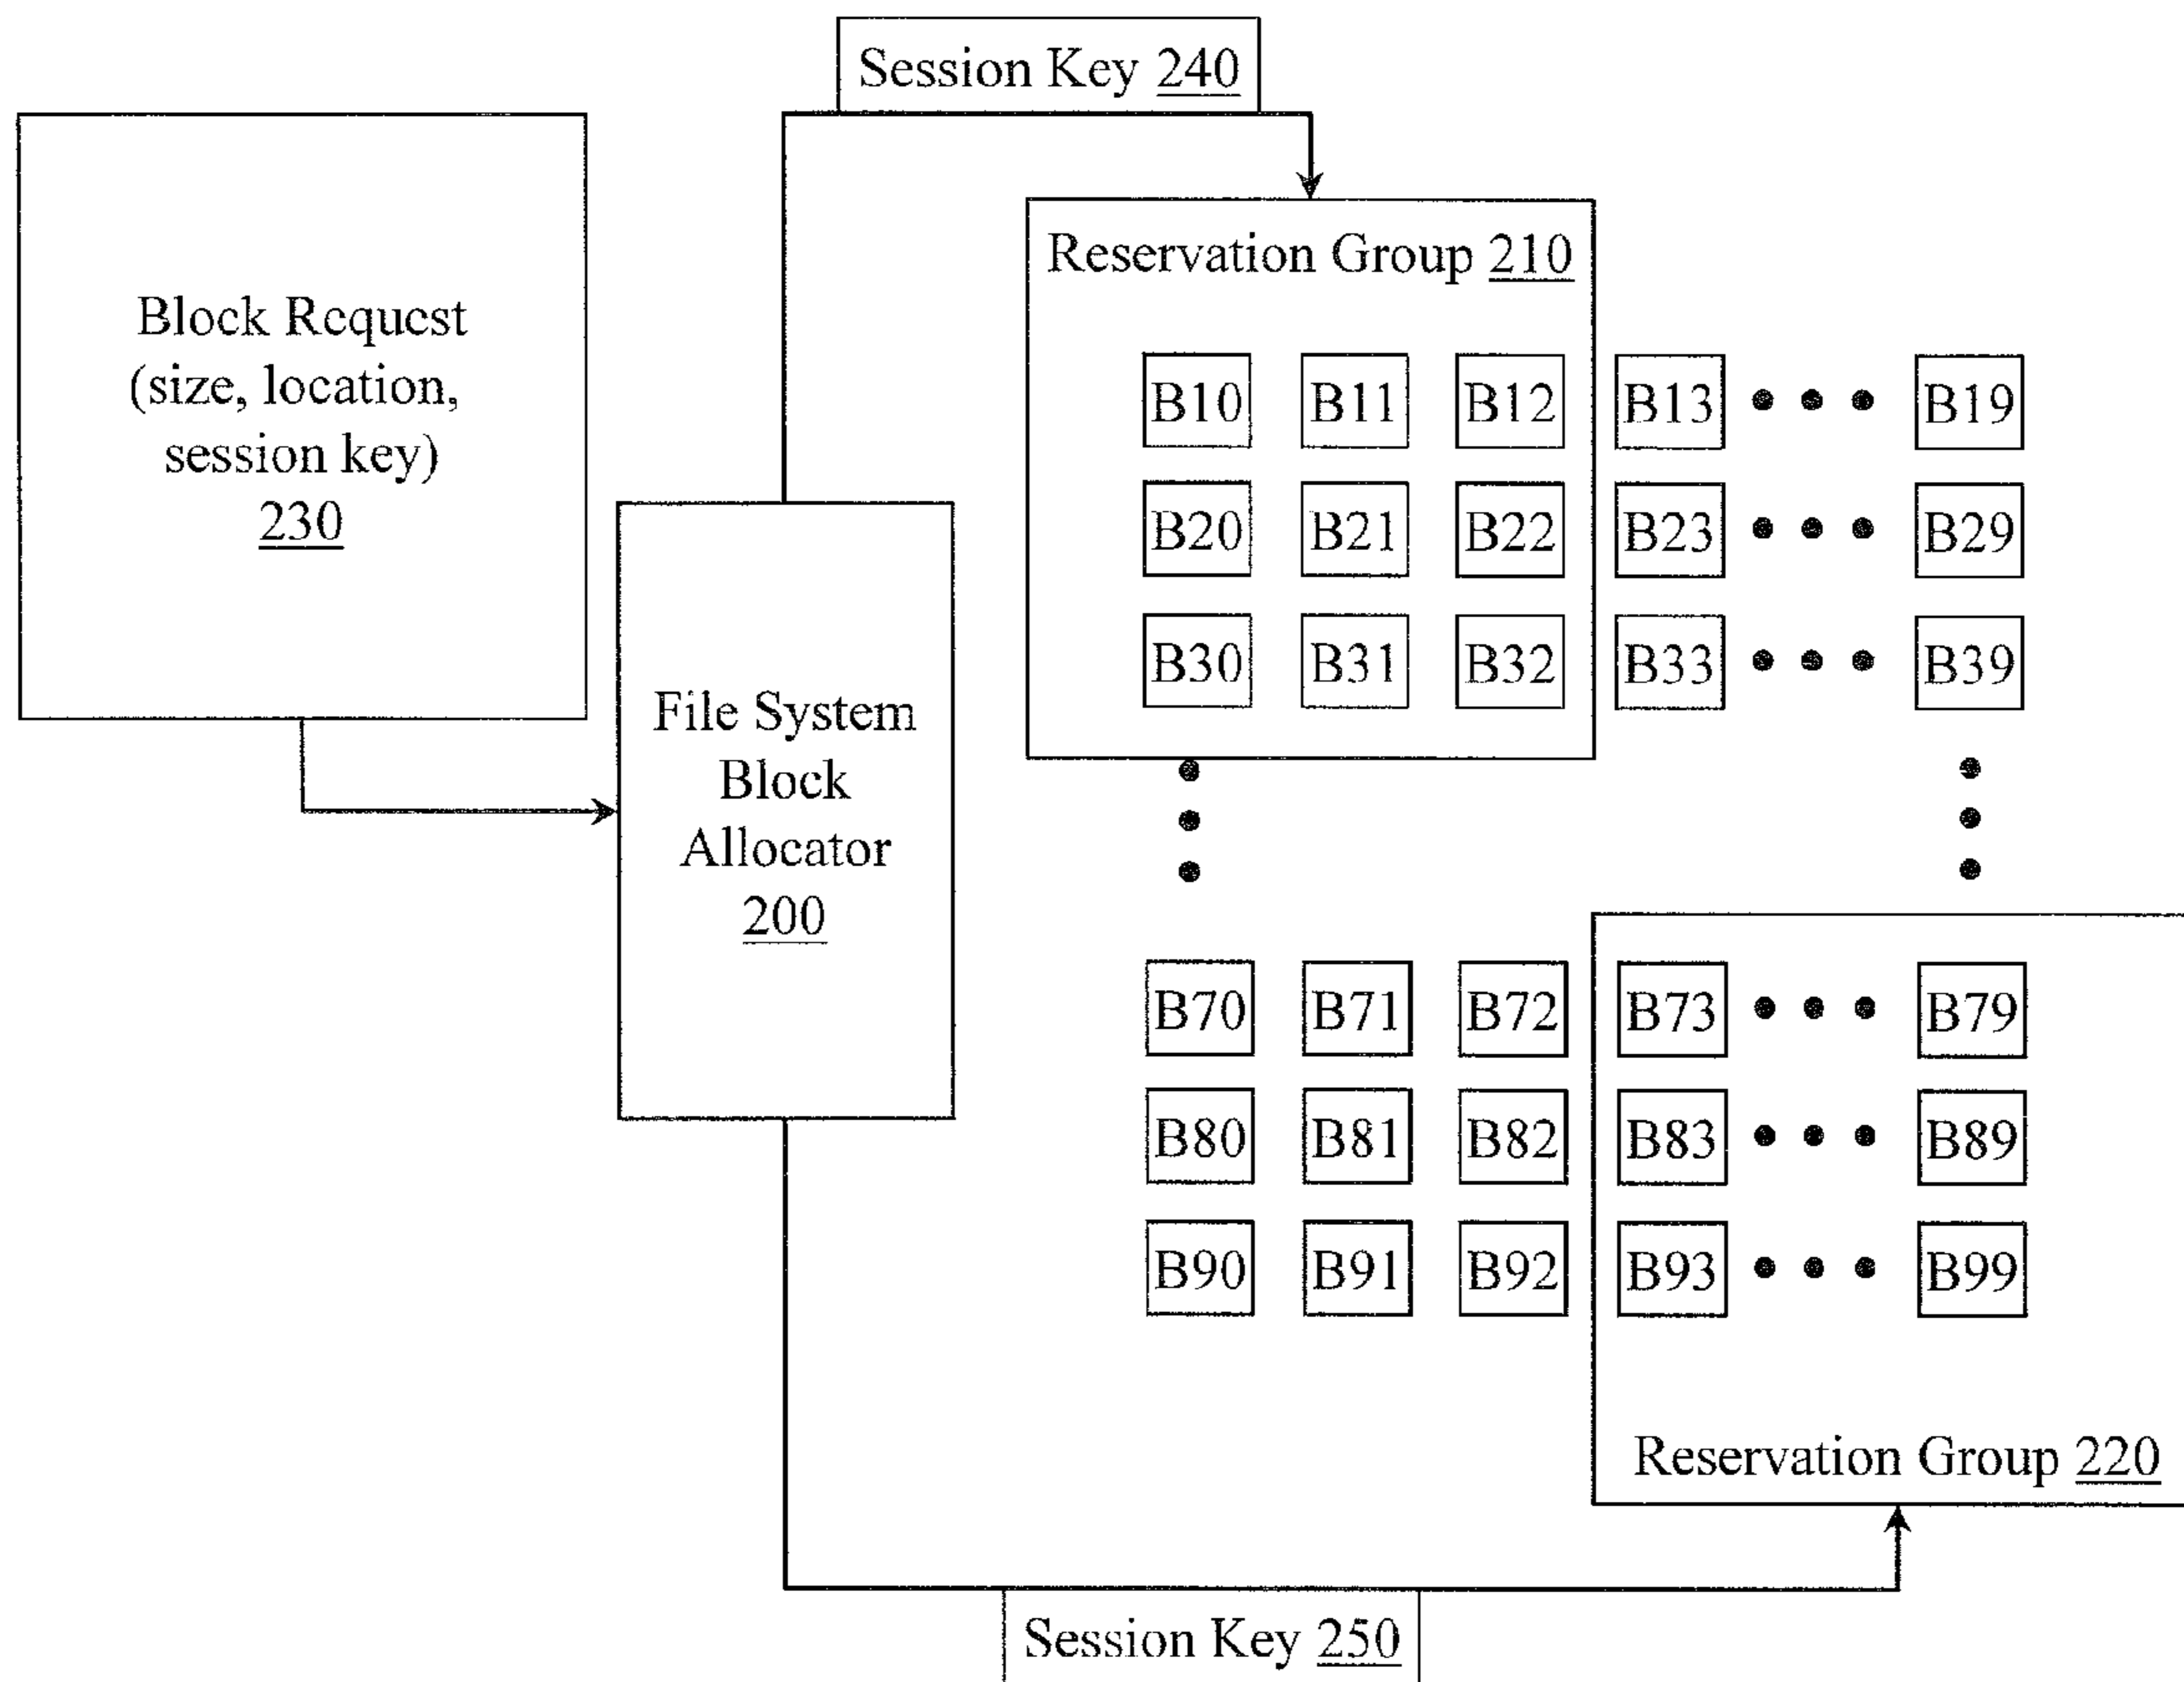 Session Key 240
Block Request
(size, location,
session key)
230
Reservation Group 210
B10 B11 B12 B13 B19
B20 B21 B22 B23 B29
B30 B31 B32 B33 B39
File System
Block
Allocator
200
B70 B71 B72 B73 B79
B80 B81 B82 B83 B89
B90 B91 B92 B93 B99
Reservation Group 220
Session Key 250